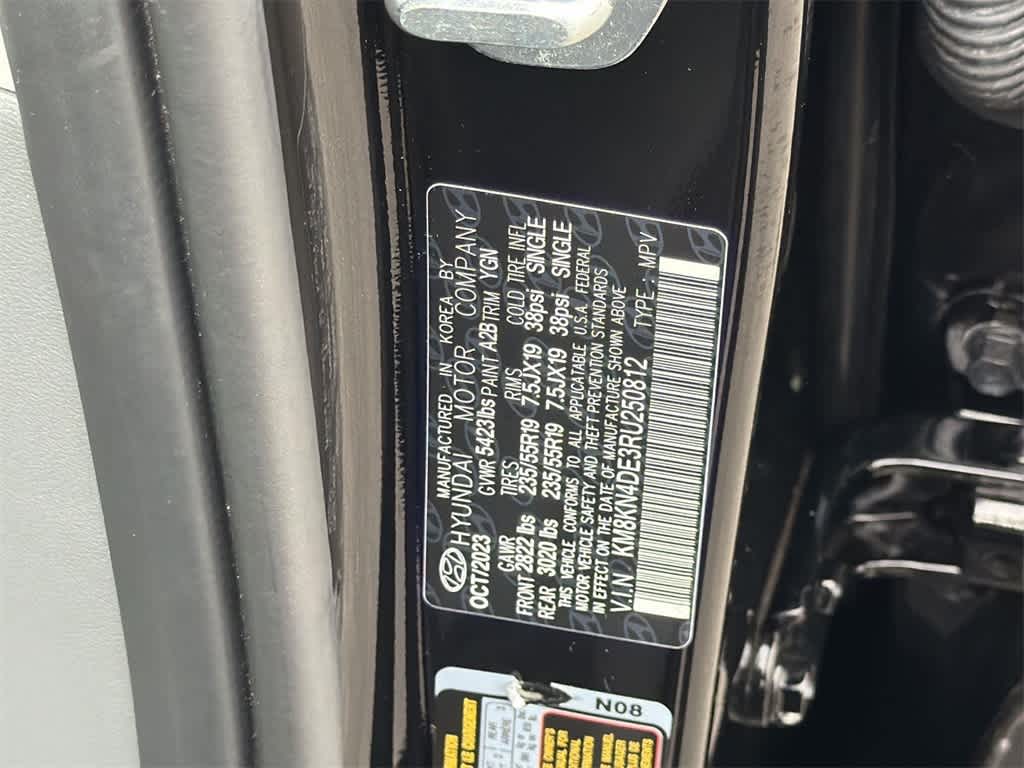 MANUFACTURED IN KOREA BY
HYUNDAI MOTOR COMPANY
OCT/2023 GVWR 5423lbs PAINT A2B TRIM YGN
GAWR TIRES RIMS COLD TIRE INFL
FRONT 2822 lbs 235/55R19 7.5JX19 38psi SINGLE
REAR 3020 lbs 235/55R19 7.5JX19 38psi SINGLE
THIS VEHICLE CONFORMS TO ALL APPLICATABLE U.S.A. FEDERAL
MOTOR VEHICLE SAFETY AND THEFT PREVENTION STANDARDS
IN EFFECT ON THE DATE OF MANUFACTURE SHOWN ABOVE
V.I.N : KM8KN4DE3RU250812 TYPE : MPV
N08